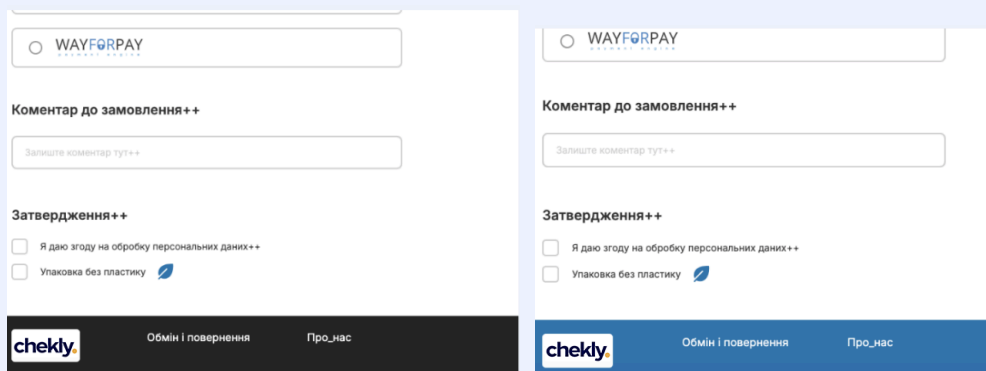 WAYFORPAY
payment engine
Коментар до замовлення++
Залиште коментар тут++
Затвердження++
Я даю згоду на обробку персональних даних++
Упаковка без пластику
chekly.
Обмін і повернення
Про_нас
WAYFORPAY
payment engine
Коментар до замовлення++
Залиште коментар тут++
Затвердження++
Я даю згоду на обробку персональних даних++
Упаковка без пластику
chekly.
Обмін і повернення
Про_нас